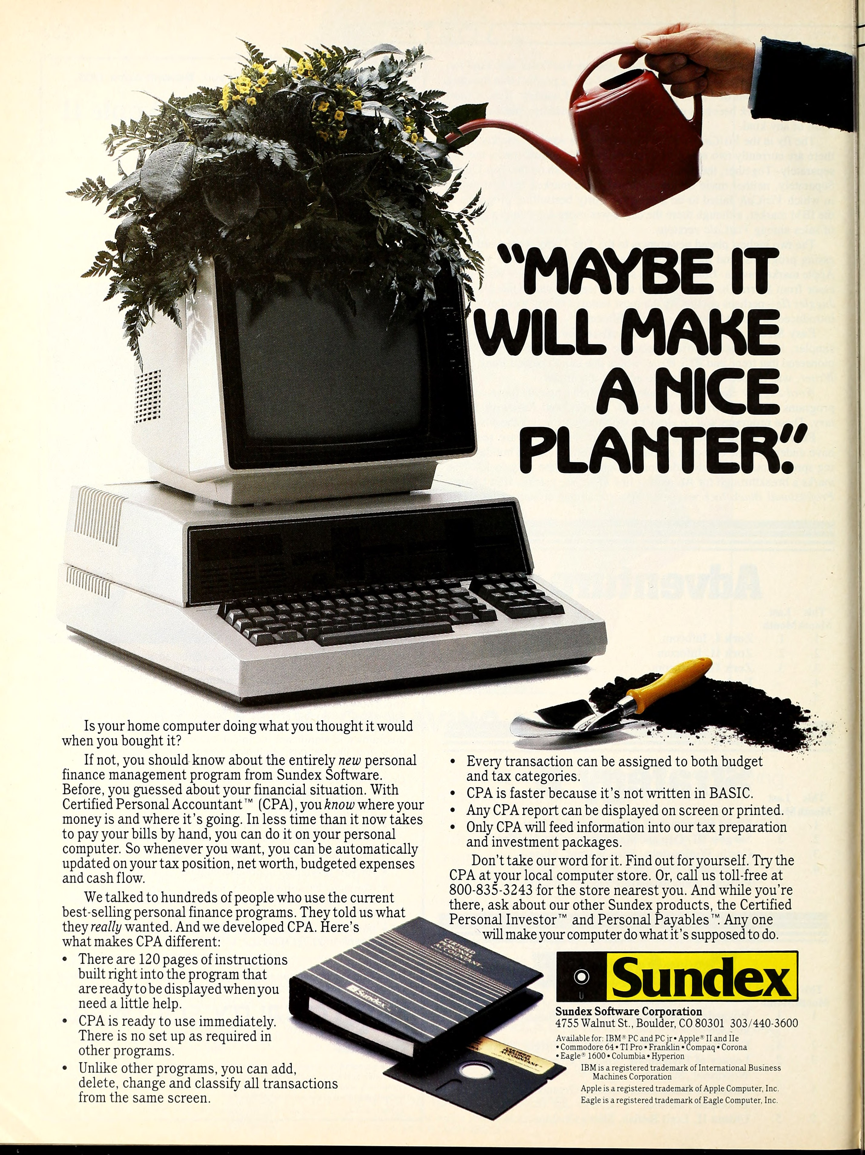 “MAYBE IT
WILL MAKE
A NICE
PLANTER.”
Is your home computer doing what you thought it would
when you bought it?
If not, you should know about the entirely new personal
finance management program from Sundex Software.
Before, you guessed about your financial situation. With
Certified Personal Accountant™ (CPA), you know where your
money is and where it's going. In less time than it now takes
to pay your bills by hand, you can do it on your personal
computer. So whenever you want, you can be automatically
updated on your tax position, net worth, budgeted expenses
and cash flow.
We talked to hundreds of people who use the current
best-selling personal finance programs. They told us what
they really wanted. And we developed CPA. Here's
what makes CPA different:
• There are 120 pages of instructions
built right into the program that
are ready to be displayed when you
need a little help.
• CPA is ready to use immediately.
There is no set up as required in
other programs.
• Unlike other programs, you can add,
delete, change and classify all transactions
from the same screen.
• Every transaction can be assigned to both budget
and tax categories.
• CPA is faster because it's not written in BASIC.
• Any CPA report can be displayed on screen or printed.
• Only CPA will feed information into our tax preparation
and investment packages.
Don't take our word for it. Find out for yourself. Try the
CPA at your local computer store. Or, call us toll-free at
800-835-3243 for the store nearest you. And while you're
there, ask about our other Sundex products, the Certified
Personal Investor™ and Personal Payables™. Any one
will make your computer do what it's supposed to do.
CERTIFIED
PERSONAL
ACCOUNTANT™
Sundex
Sundex
Sundex Software Corporation
4755 Walnut St., Boulder, CO 80301 303/440-3600
Available for: IBM® PC and PC jr • Apple® II and IIe
• Commodore 64 • TI Pro • Franklin • Compaq • Corona
• Eagle® 1600 • Columbia • Hyperion
IBM is a registered trademark of International Business
Machines Corporation
Apple is a registered trademark of Apple Computer, Inc.
Eagle is a registered trademark of Eagle Computer, Inc.